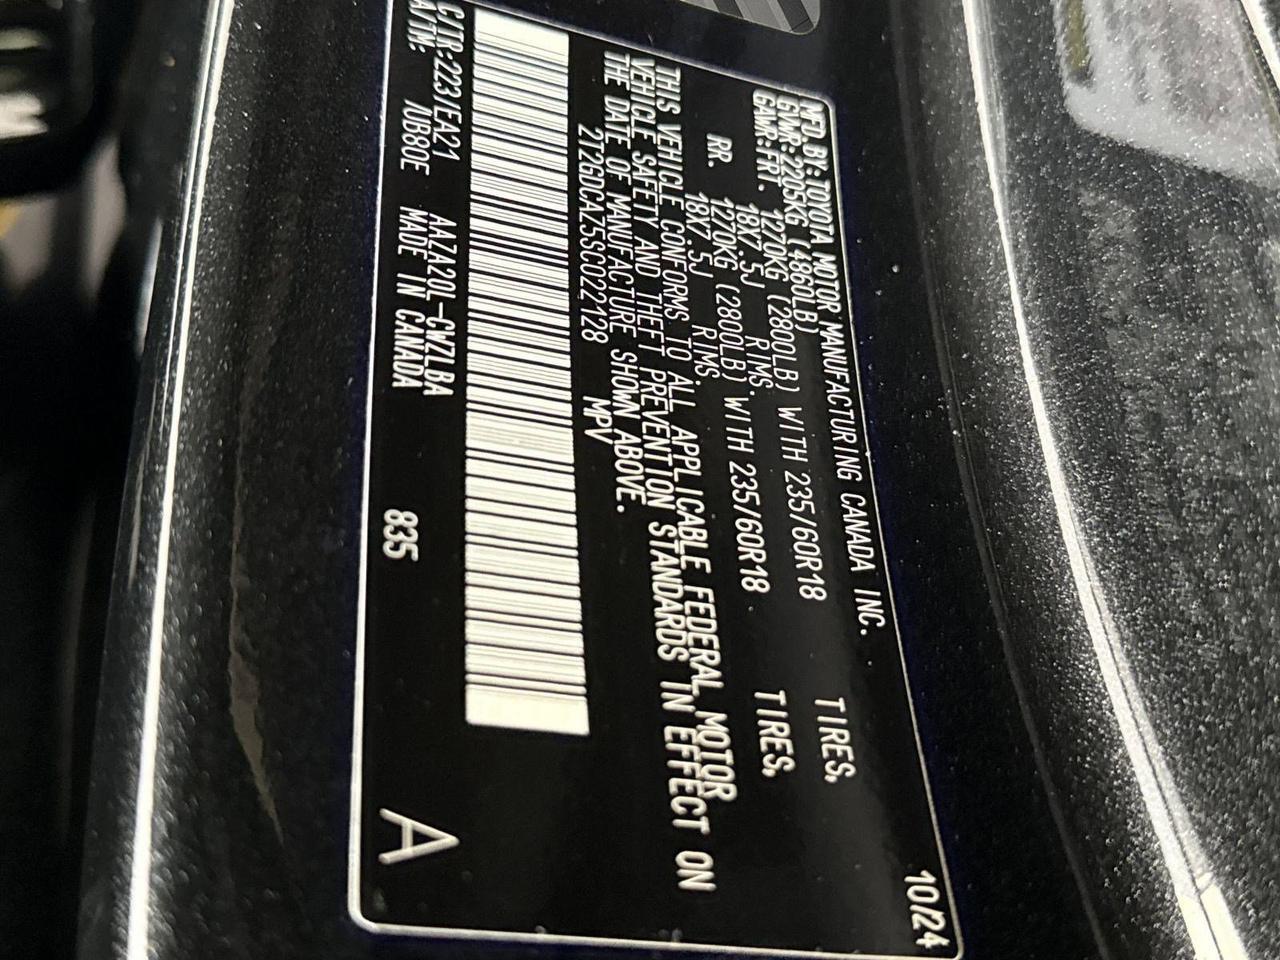 MFD. BY: TOYOTA MOTOR MANUFACTURING CANADA INC. 10/24
GVWR: 2205KG (4860LB)
GAWR: FRT. 1270KG (2800LB) WITH 235/60R18 TIRES,
18X7.5J RIMS.
RR. 1270KG (2800LB) WITH 235/60R18 TIRES,
18X7.5J RIMS.
THIS VEHICLE CONFORMS TO ALL APPLICABLE FEDERAL MOTOR
VEHICLE SAFETY AND THEFT PREVENTION STANDARDS IN EFFECT ON
THE DATE OF MANUFACTURE SHOWN ABOVE.
2T2GDCAZ5SC022128 MPV
C/TR: 223/EA21 AAZA20L-CWZLBA
A/TM: /UB80E MADE IN CANADA 835 A